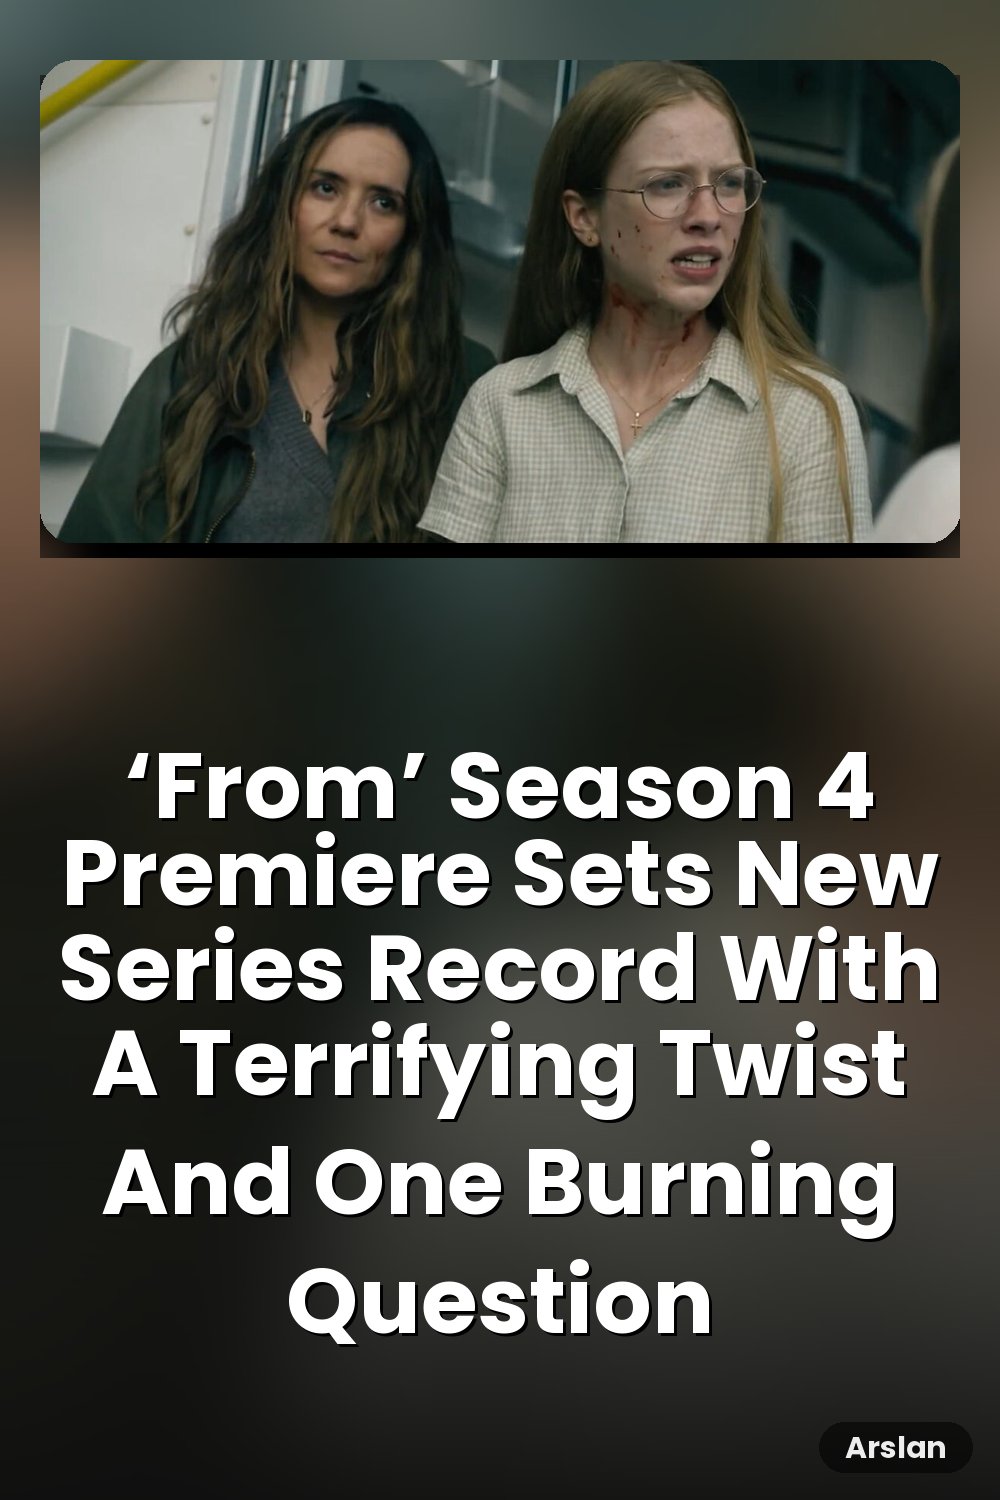 ‘From’ Season 4
Premiere Sets New
Series Record With
A Terrifying Twist
And One Burning
Question
Arslan